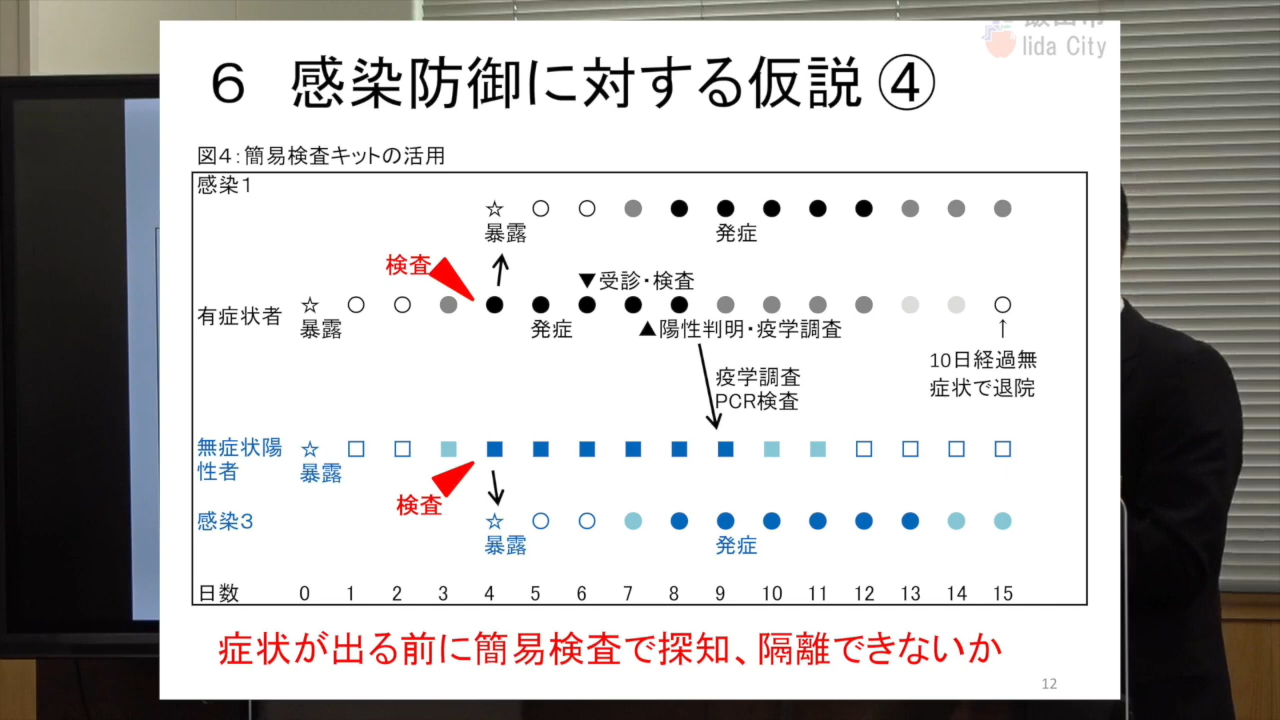 Iida City
6 感染防御に対する仮説④
図4：簡易検査キットの活用
感染1
☆
暴露
発症
検査
▼受診・検査
有症状者
☆
暴露
発症
▲陽性判明・疫学調査
↑
10日経過無
症状で退院
疫学調査
PCR検査
無症状陽
性者
☆
暴露
検査
感染3
☆
暴露
発症
日数 0 1 2 3 4 5 6 7 8 9 10 11 12 13 14 15
症状が出る前に簡易検査で探知、隔離できないか
12